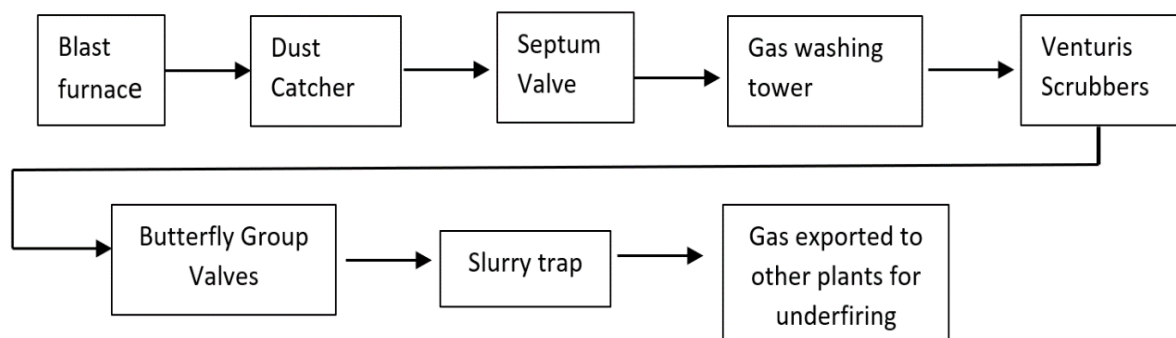 Blast
furnace
Dust
Catcher
Septum
Valve
Gas washing
tower
Venturis
Scrubbers
Butterfly Group
Valves
Slurry trap
Gas exported to
other plants for
underfiring